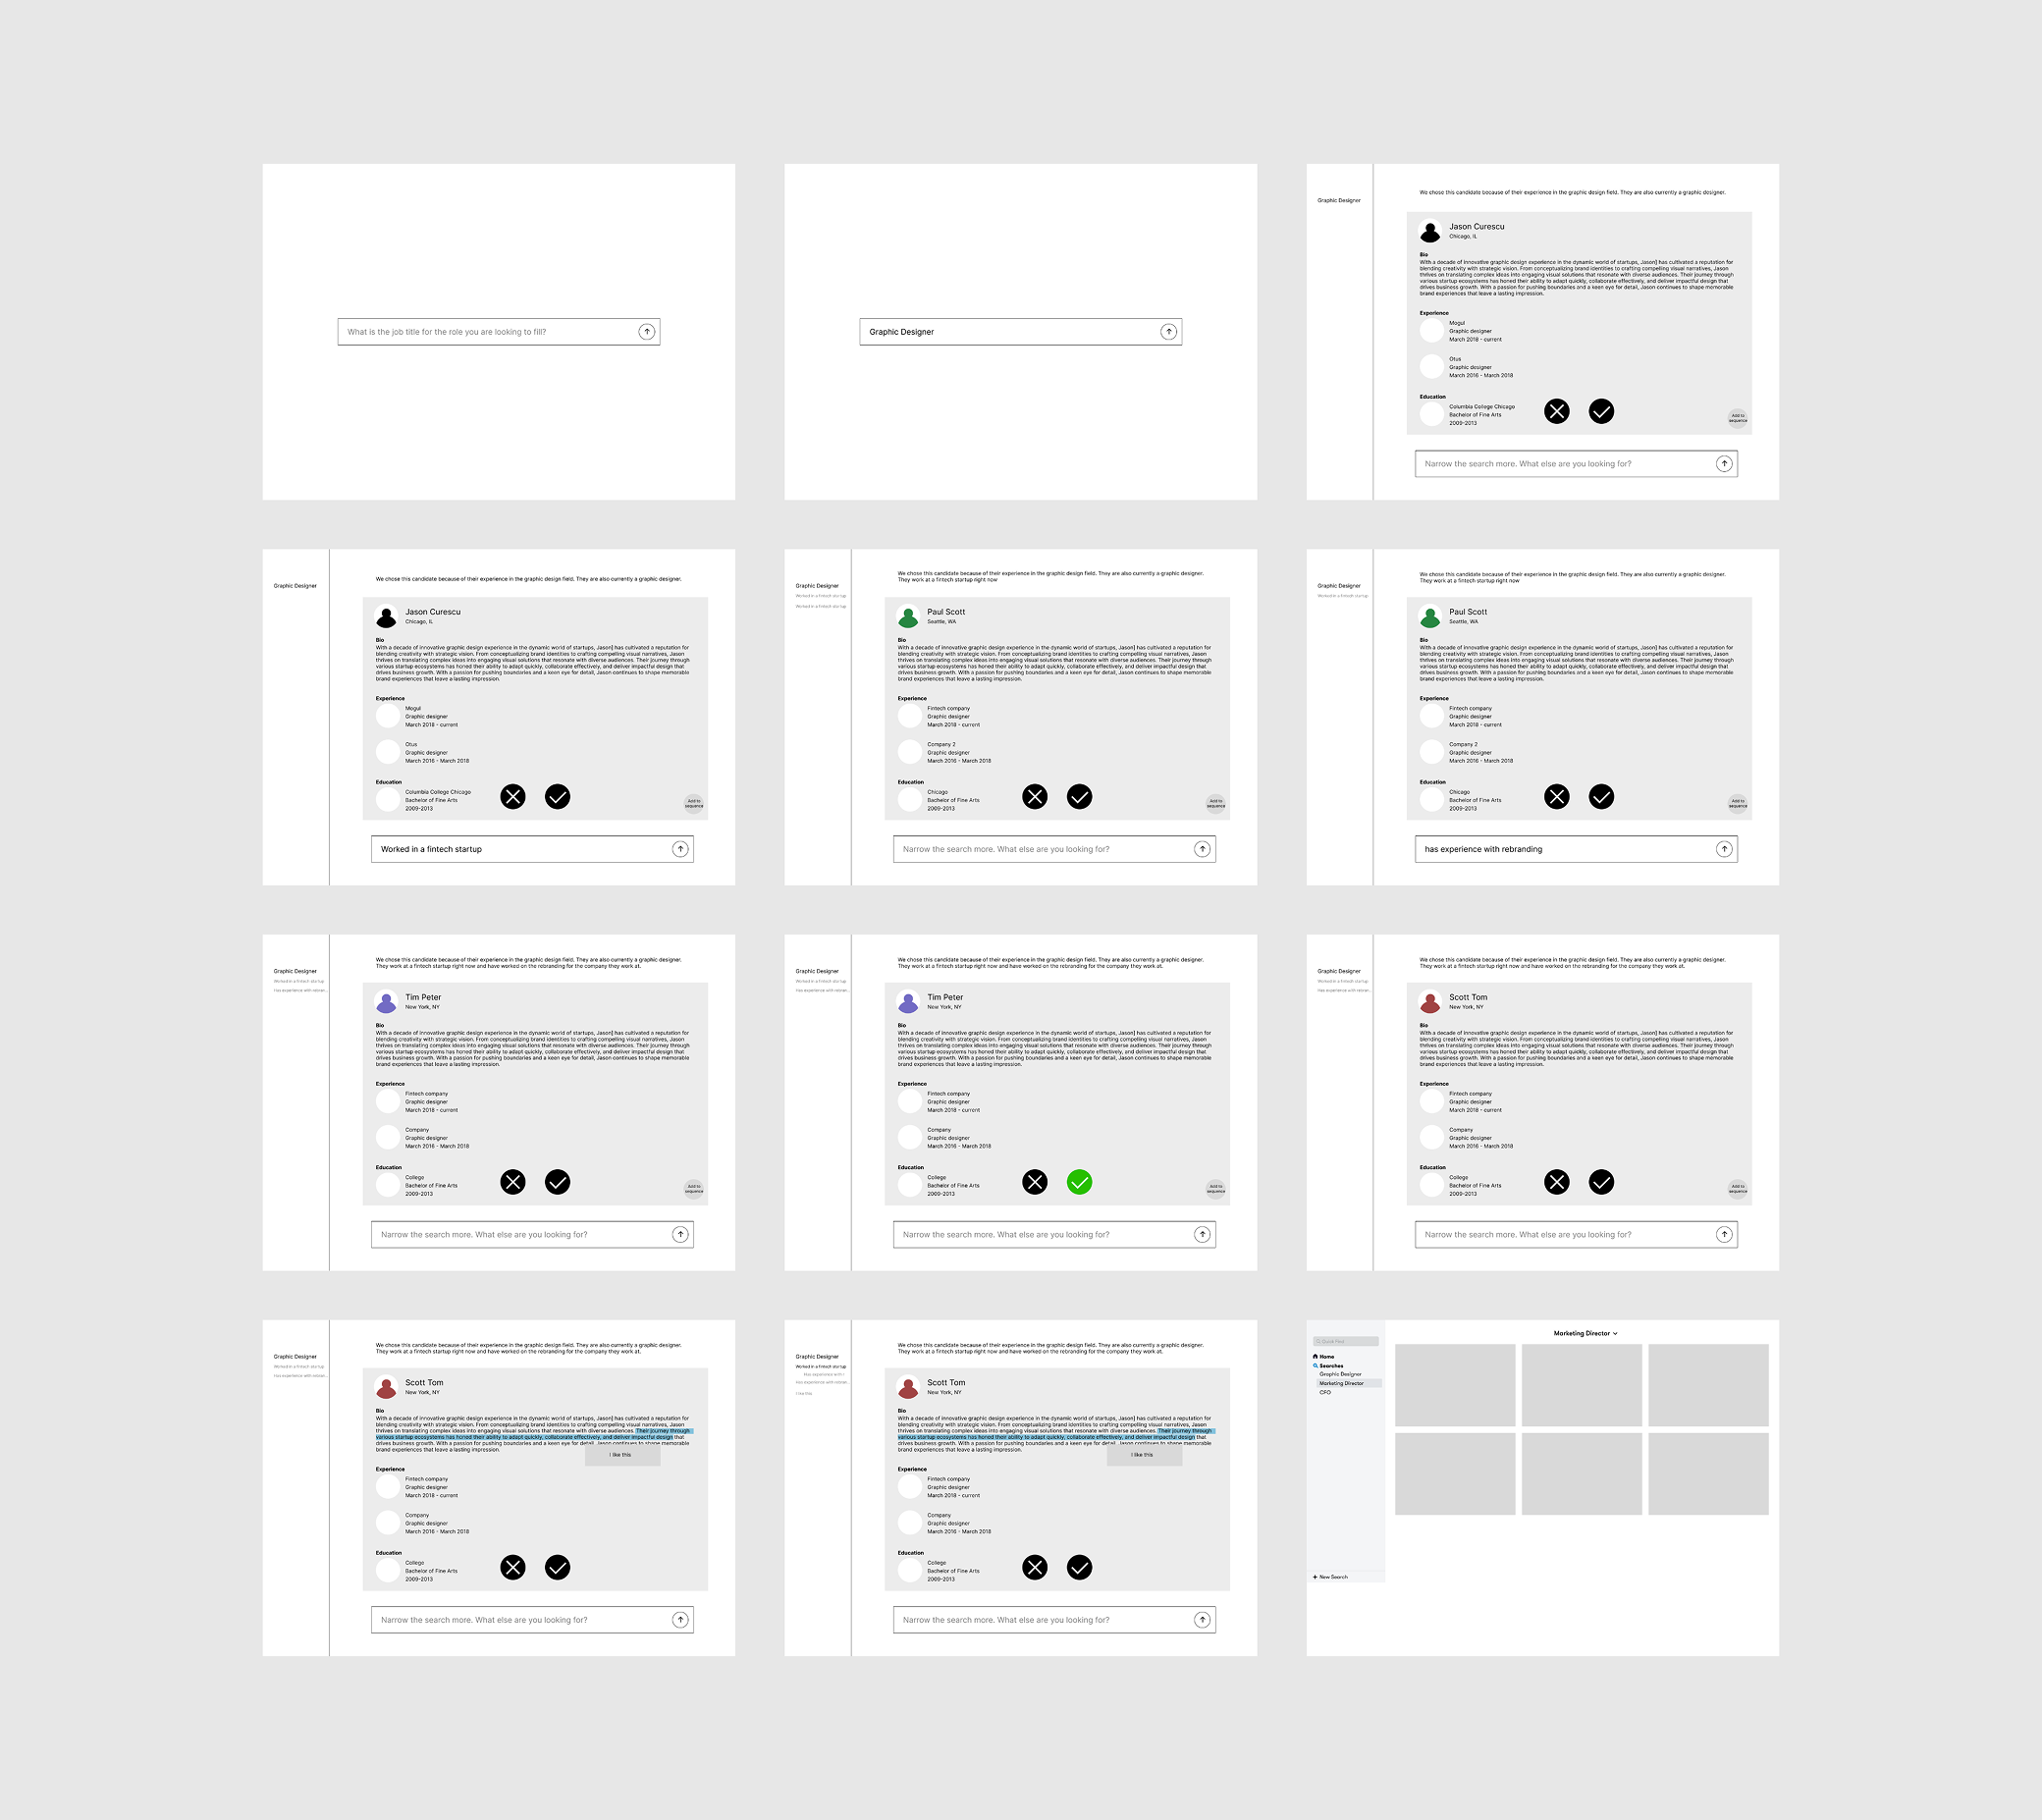 What is the job title for the role you are looking to fill?
Graphic Designer
Graphic Designer
We chose this candidate because of their experience in the graphic design field. They are also currently a graphic designer.
Jason Curescu
Chicago, IL
Bio
With a decade of innovative graphic design experience in the dynamic world of startups, Jason] has cultivated a reputation for
blending creativity with strategic vision. From conceptualizing brand identities to crafting compelling visual narratives, Jason
thrives on translating complex ideas into engaging visual solutions that resonate with diverse audiences. Their journey through
various startup ecosystems has honed their ability to adapt quickly, collaborate effectively, and deliver impactful design that
drives business growth. With a passion for pushing boundaries and a keen eye for detail, Jason continues to shape memorable
brand experiences that leave a lasting impression.
Experience
Mogul
Graphic designer
March 2018 - current
Otus
Graphic designer
March 2016 - March 2018
Education
Columbia College Chicago
Bachelor of Fine Arts
2009-2013
Add to
sequence
Narrow the search more. What else are you looking for?
Graphic Designer
We chose this candidate because of their experience in the graphic design field. They are also currently a graphic designer.
Jason Curescu
Chicago, IL
Bio
With a decade of innovative graphic design experience in the dynamic world of startups, Jason] has cultivated a reputation for
blending creativity with strategic vision. From conceptualizing brand identities to crafting compelling visual narratives, Jason
thrives on translating complex ideas into engaging visual solutions that resonate with diverse audiences. Their journey through
various startup ecosystems has honed their ability to adapt quickly, collaborate effectively, and deliver impactful design that
drives business growth. With a passion for pushing boundaries and a keen eye for detail, Jason continues to shape memorable
brand experiences that leave a lasting impression.
Experience
Mogul
Graphic designer
March 2018 - current
Otus
Graphic designer
March 2016 - March 2018
Education
Columbia College Chicago
Bachelor of Fine Arts
2009-2013
Add to
sequence
Worked in a fintech startup
Graphic Designer
Worked in a fintech startup
Worked in a fintech startup
We chose this candidate because of their experience in the graphic design field. They are also currently a graphic designer.
They work at a fintech startup right now
Paul Scott
Seattle, WA
Bio
With a decade of innovative graphic design experience in the dynamic world of startups, Jason] has cultivated a reputation for
blending creativity with strategic vision. From conceptualizing brand identities to crafting compelling visual narratives, Jason
thrives on translating complex ideas into engaging visual solutions that resonate with diverse audiences. Their journey through
various startup ecosystems has honed their ability to adapt quickly, collaborate effectively, and deliver impactful design that
drives business growth. With a passion for pushing boundaries and a keen eye for detail, Jason continues to shape memorable
brand experiences that leave a lasting impression.
Experience
Fintech company
Graphic designer
March 2018 - current
Company 2
Graphic designer
March 2016 - March 2018
Education
Chicago
Bachelor of Fine Arts
2009-2013
Add to
sequence
Narrow the search more. What else are you looking for?
Graphic Designer
Worked in a fintech startup
We chose this candidate because of their experience in the graphic design field. They are also currently a graphic designer.
They work at a fintech startup right now
Paul Scott
Seattle, WA
Bio
With a decade of innovative graphic design experience in the dynamic world of startups, Jason] has cultivated a reputation for
blending creativity with strategic vision. From conceptualizing brand identities to crafting compelling visual narratives, Jason
thrives on translating complex ideas into engaging visual solutions that resonate with diverse audiences. Their journey through
various startup ecosystems has honed their ability to adapt quickly, collaborate effectively, and deliver impactful design that
drives business growth. With a passion for pushing boundaries and a keen eye for detail, Jason continues to shape memorable
brand experiences that leave a lasting impression.
Experience
Fintech company
Graphic designer
March 2018 - current
Company 2
Graphic designer
March 2016 - March 2018
Education
Chicago
Bachelor of Fine Arts
2009-2013
Add to
sequence
has experience with rebranding
Graphic Designer
Worked in a fintech startup
Has experience with rebran...
We chose this candidate because of their experience in the graphic design field. They are also currently a graphic designer.
They work at a fintech startup right now and have worked on the rebranding for the company they work at.
Tim Peter
New York, NY
Bio
With a decade of innovative graphic design experience in the dynamic world of startups, Jason] has cultivated a reputation for
blending creativity with strategic vision. From conceptualizing brand identities to crafting compelling visual narratives, Jason
thrives on translating complex ideas into engaging visual solutions that resonate with diverse audiences. Their journey through
various startup ecosystems has honed their ability to adapt quickly, collaborate effectively, and deliver impactful design that
drives business growth. With a passion for pushing boundaries and a keen eye for detail, Jason continues to shape memorable
brand experiences that leave a lasting impression.
Experience
Fintech company
Graphic designer
March 2018 - current
Company
Graphic designer
March 2016 - March 2018
Education
College
Bachelor of Fine Arts
2009-2013
Add to
sequence
Narrow the search more. What else are you looking for?
Graphic Designer
Worked in a fintech startup
Has experience with rebran...
We chose this candidate because of their experience in the graphic design field. They are also currently a graphic designer.
They work at a fintech startup right now and have worked on the rebranding for the company they work at.
Tim Peter
New York, NY
Bio
With a decade of innovative graphic design experience in the dynamic world of startups, Jason] has cultivated a reputation for
blending creativity with strategic vision. From conceptualizing brand identities to crafting compelling visual narratives, Jason
thrives on translating complex ideas into engaging visual solutions that resonate with diverse audiences. Their journey through
various startup ecosystems has honed their ability to adapt quickly, collaborate effectively, and deliver impactful design that
drives business growth. With a passion for pushing boundaries and a keen eye for detail, Jason continues to shape memorable
brand experiences that leave a lasting impression.
Experience
Fintech company
Graphic designer
March 2018 - current
Company
Graphic designer
March 2016 - March 2018
Education
College
Bachelor of Fine Arts
2009-2013
Add to
sequence
Narrow the search more. What else are you looking for?
Graphic Designer
Worked in a fintech startup
Has experience with rebran...
We chose this candidate because of their experience in the graphic design field. They are also currently a graphic designer.
They work at a fintech startup right now and have worked on the rebranding for the company they work at.
Scott Tom
New York, NY
Bio
With a decade of innovative graphic design experience in the dynamic world of startups, Jason] has cultivated a reputation for
blending creativity with strategic vision. From conceptualizing brand identities to crafting compelling visual narratives, Jason
thrives on translating complex ideas into engaging visual solutions that resonate with diverse audiences. Their journey through
various startup ecosystems has honed their ability to adapt quickly, collaborate effectively, and deliver impactful design that
drives business growth. With a passion for pushing boundaries and a keen eye for detail, Jason continues to shape memorable
brand experiences that leave a lasting impression.
Experience
Fintech company
Graphic designer
March 2018 - current
Company
Graphic designer
March 2016 - March 2018
Education
College
Bachelor of Fine Arts
2009-2013
Add to
sequence
Narrow the search more. What else are you looking for?
Graphic Designer
Worked in a fintech startup
Has experience with rebran...
We chose this candidate because of their experience in the graphic design field. They are also currently a graphic designer.
They work at a fintech startup right now and have worked on the rebranding for the company they work at.
Scott Tom
New York, NY
Bio
With a decade of innovative graphic design experience in the dynamic world of startups, Jason] has cultivated a reputation for
blending creativity with strategic vision. From conceptualizing brand identities to crafting compelling visual narratives, Jason
thrives on translating complex ideas into engaging visual solutions that resonate with diverse audiences. Their journey through
various startup ecosystems has honed their ability to adapt quickly, collaborate effectively, and deliver impactful design that
drives business growth. With a passion for pushing boundaries and a keen eye for detail, Jason continues to shape memorable
brand experiences that leave a lasting impression.
I like this
Experience
Fintech company
Graphic designer
March 2018 - current
Company
Graphic designer
March 2016 - March 2018
Education
College
Bachelor of Fine Arts
2009-2013
Narrow the search more. What else are you looking for?
Graphic Designer
Worked in a fintech startup
Has experience with r
Has experience with rebran...
I like this
We chose this candidate because of their experience in the graphic design field. They are also currently a graphic designer.
They work at a fintech startup right now and have worked on the rebranding for the company they work at.
Scott Tom
New York, NY
Bio
With a decade of innovative graphic design experience in the dynamic world of startups, Jason] has cultivated a reputation for
blending creativity with strategic vision. From conceptualizing brand identities to crafting compelling visual narratives, Jason
thrives on translating complex ideas into engaging visual solutions that resonate with diverse audiences. Their journey through
various startup ecosystems has honed their ability to adapt quickly, collaborate effectively, and deliver impactful design that
drives business growth. With a passion for pushing boundaries and a keen eye for detail, Jason continues to shape memorable
brand experiences that leave a lasting impression.
I like this
Experience
Fintech company
Graphic designer
March 2018 - current
Company
Graphic designer
March 2016 - March 2018
Education
College
Bachelor of Fine Arts
2009-2013
Narrow the search more. What else are you looking for?
Quick Find
Home
Searches
Graphic Designer
Marketing Director
CFO
New Search
Marketing Director